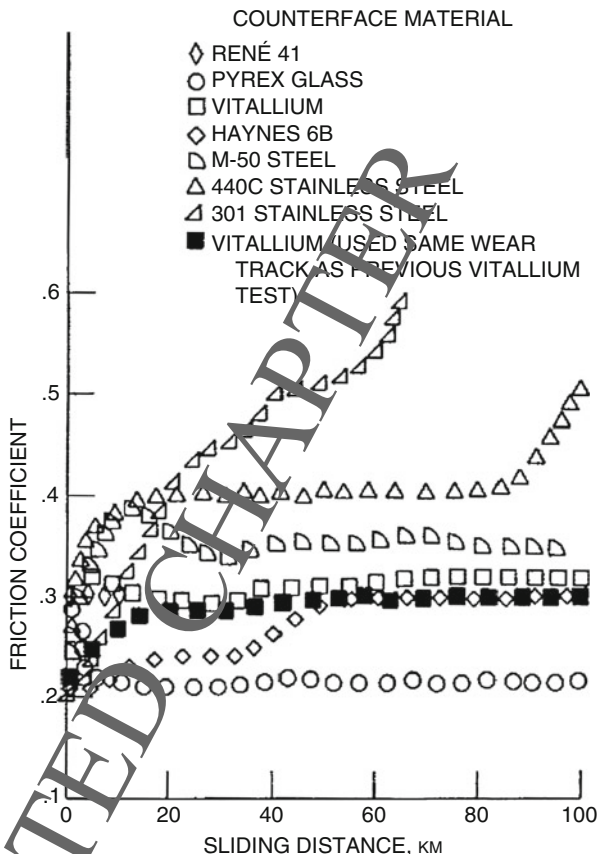 COUNTERFACE MATERIAL
RENÉ 41
PYREX GLASS
VITALLIUM
HAYNES 6B
M-50 STEEL
440C STAINLESS STEEL
301 STAINLESS STEEL
VITALLIUM (USED SAME WEAR
TRACK AS PREVIOUS VITALLIUM
TEST)
.6
.5
.4
.3
.2
.1
FRICTION COEFFICIENT
0 20 40 60 80 100
SLIDING DISTANCE, KM
TED CHAPTER